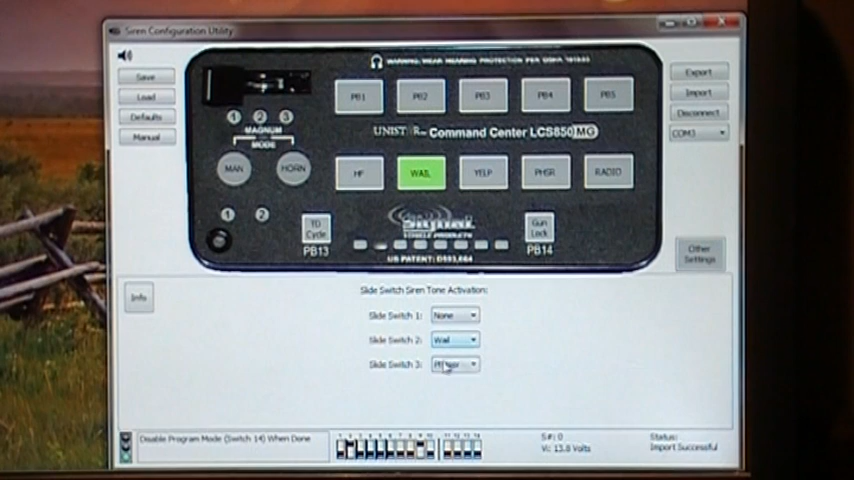 Siren Configuration Utility
Save
Load
Defaults
Manual
WARNING: WEAR HEARING PROTECTION PER OSHA
PB1 PB2 PB3 PB4 PB5
1 2 3
MAGNUM
MODE
Command Center LCS850 MG
MAN HORN
HF WAIL YELP PHSR RADIO
1 2
TD Cycle
PB13
Signal
VEHICLE PRODUCTS
US PATENT:
Gun Lock
PB14
Export
Import
Disconnect
COM3
Other Settings
Info
Slide Switch Siren Tone Activation:
Slide Switch 1: None
Slide Switch 2: Wail
Slide Switch 3:
Disable Program Mode (Switch 14) When Done
S#: 0
Vi: 13.8 Volts
Status:
Import Successful